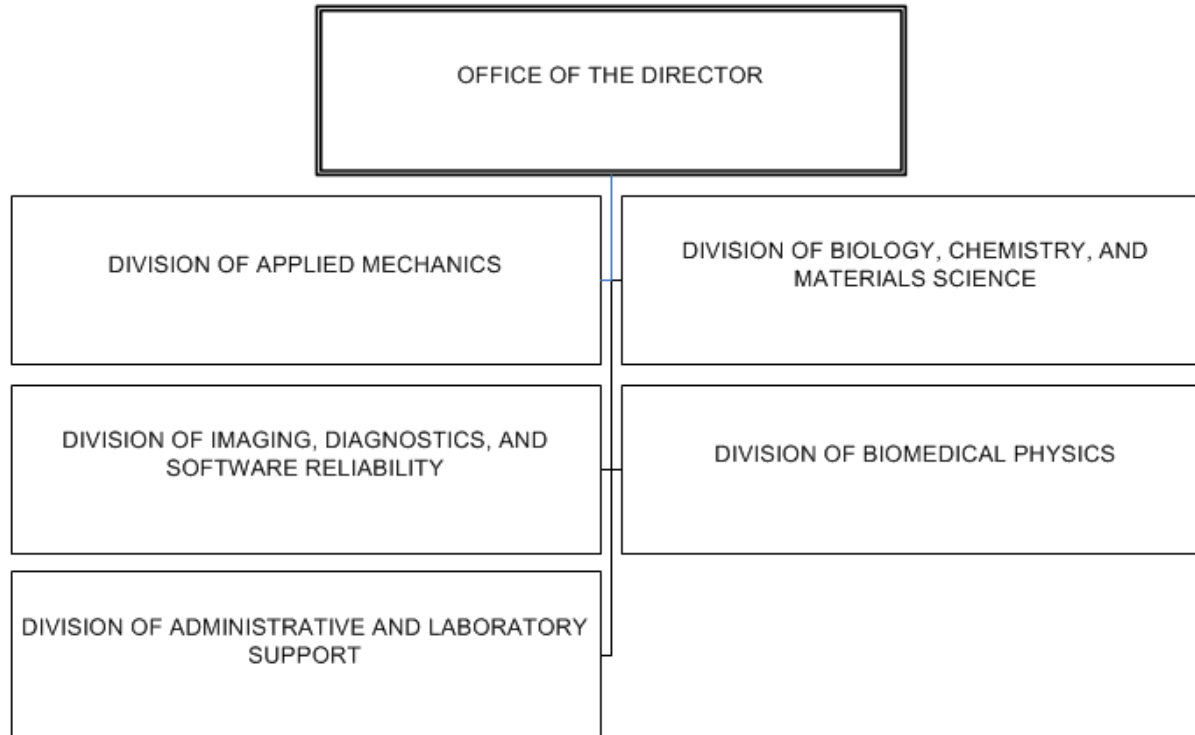 OFFICE OF THE DIRECTOR
DIVISION OF APPLIED MECHANICS
DIVISION OF BIOLOGY, CHEMISTRY, AND
MATERIALS SCIENCE
DIVISION OF IMAGING, DIAGNOSTICS, AND
SOFTWARE RELIABILITY
DIVISION OF BIOMEDICAL PHYSICS
DIVISION OF ADMINISTRATIVE AND LABORATORY
SUPPORT